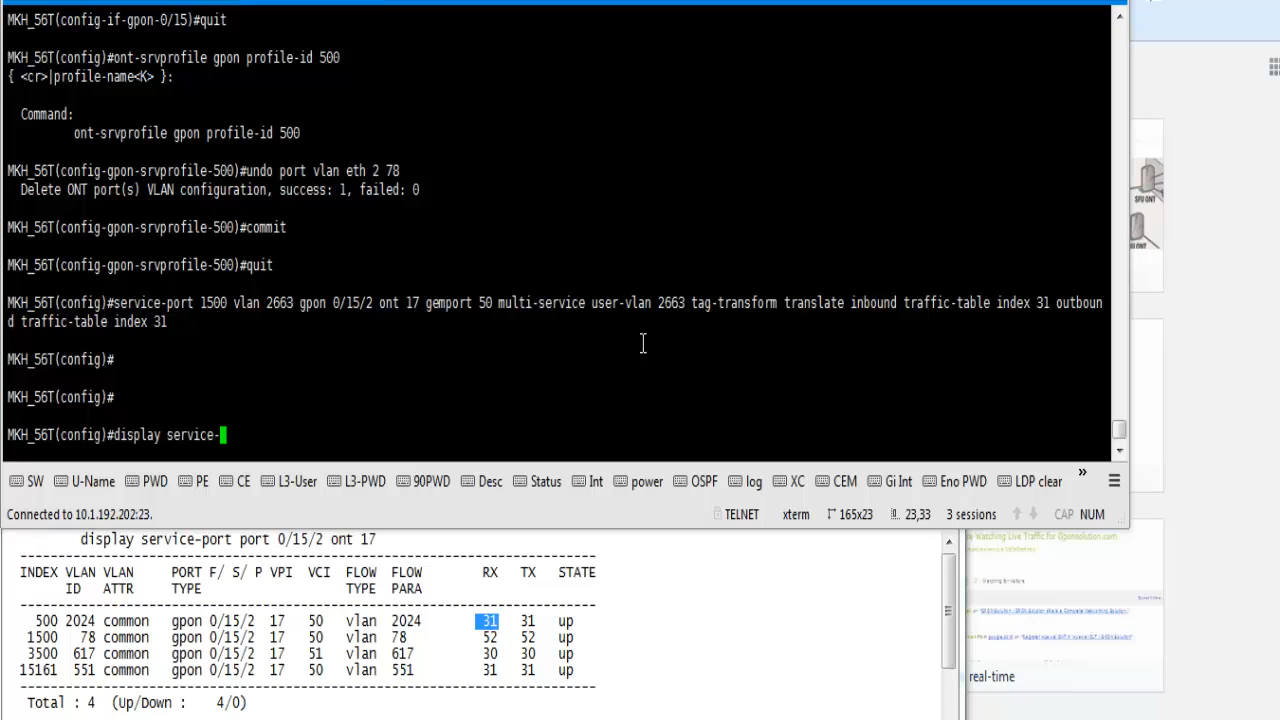 MKH_56T(config-if-gpon-0/15)#quit
MKH_56T(config)#ont-srvprofile gpon profile-id 500
{ <cr>|profile-name<K> }:
Command:
ont-srvprofile gpon profile-id 500
MKH_56T(config-gpon-srvprofile-500)#undo port vlan eth 2 78
Delete ONT port(s) VLAN configuration, success: 1, failed: 0
MKH_56T(config-gpon-srvprofile-500)#commit
MKH_56T(config-gpon-srvprofile-500)#quit
MKH_56T(config)#service-port 1500 vlan 2663 gpon 0/15/2 ont 17 gemport 50 multi-service user-vlan 2663 tag-transform translate inbound traffic-table index 31 outboun
d traffic-table index 31
MKH_56T(config)#
MKH_56T(config)#
MKH_56T(config)#display service-
SW U-Name PWD PE CE L3-User L3-PWD 90PWD Desc Status Int power OSPF log XC CEM Gi Int Eno PWD LDP clear
Connected to 10.1.192.202:23. TELNET xterm 165x23 23,33 3 sessions CAP NUM
display service-port port 0/15/2 ont 17
INDEX VLAN VLAN PORT F/ S/ P VPI VCI FLOW FLOW RX TX STATE
ID ATTR TYPE TYPE PARA
500 2024 common gpon 0/15/2 17 50 vlan 2024 31 31 up
1500 78 common gpon 0/15/2 17 50 vlan 78 52 52 up
3500 617 common gpon 0/15/2 17 51 vlan 617 30 30 up
15161 551 common gpon 0/15/2 17 50 vlan 551 31 31 up
Total : 4 (Up/Down : 4/0)
SFU ONT
Watching Live Traffic for Gponsolution.com
real-time